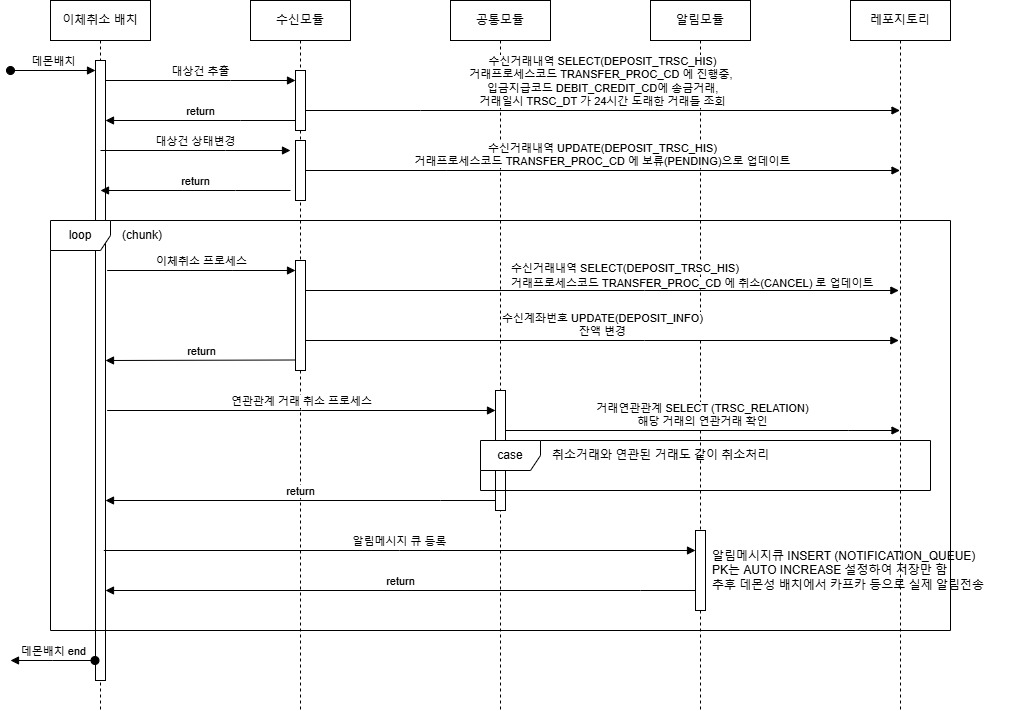 이체취소 배치
수신모듈
공통모듈
알림모듈
레포지토리
데몬배치
대상건 추출
수신거래내역 SELECT(DEPOSIT_TRSC_HIS)
거래프로세스코드 TRANSFER_PROC_CD 에 진행중,
입금지급코드 DEBIT_CREDIT_CD에 송금거래,
거래일시 TRSC_DT 가 24시간 도래한 거래들 조회
return
대상건 상태변경
수신거래내역 UPDATE(DEPOSIT_TRSC_HIS)
거래프로세스코드 TRANSFER_PROC_CD 에 보류(PENDING)으로 업데이트
return
loop
(chunk)
이체취소 프로세스
수신거래내역 SELECT(DEPOSIT_TRSC_HIS)
거래프로세스코드 TRANSFER_PROC_CD 에 취소(CANCEL) 로 업데이트
수신계좌번호 UPDATE(DEPOSIT_INFO)
잔액 변경
return
연관관계 거래 취소 프로세스
거래연관관계 SELECT (TRSC_RELATION)
해당 거래의 연관거래 확인
case
취소거래와 연관된 거래도 같이 취소처리
return
알림메시지 큐 등록
알림메시지큐 INSERT (NOTIFICATION_QUEUE)
PK는 AUTO INCREASE 설정하여 저장만 함
추후 데몬성 배치에서 카프카 등으로 실제 알림전송
return
데몬배치 end